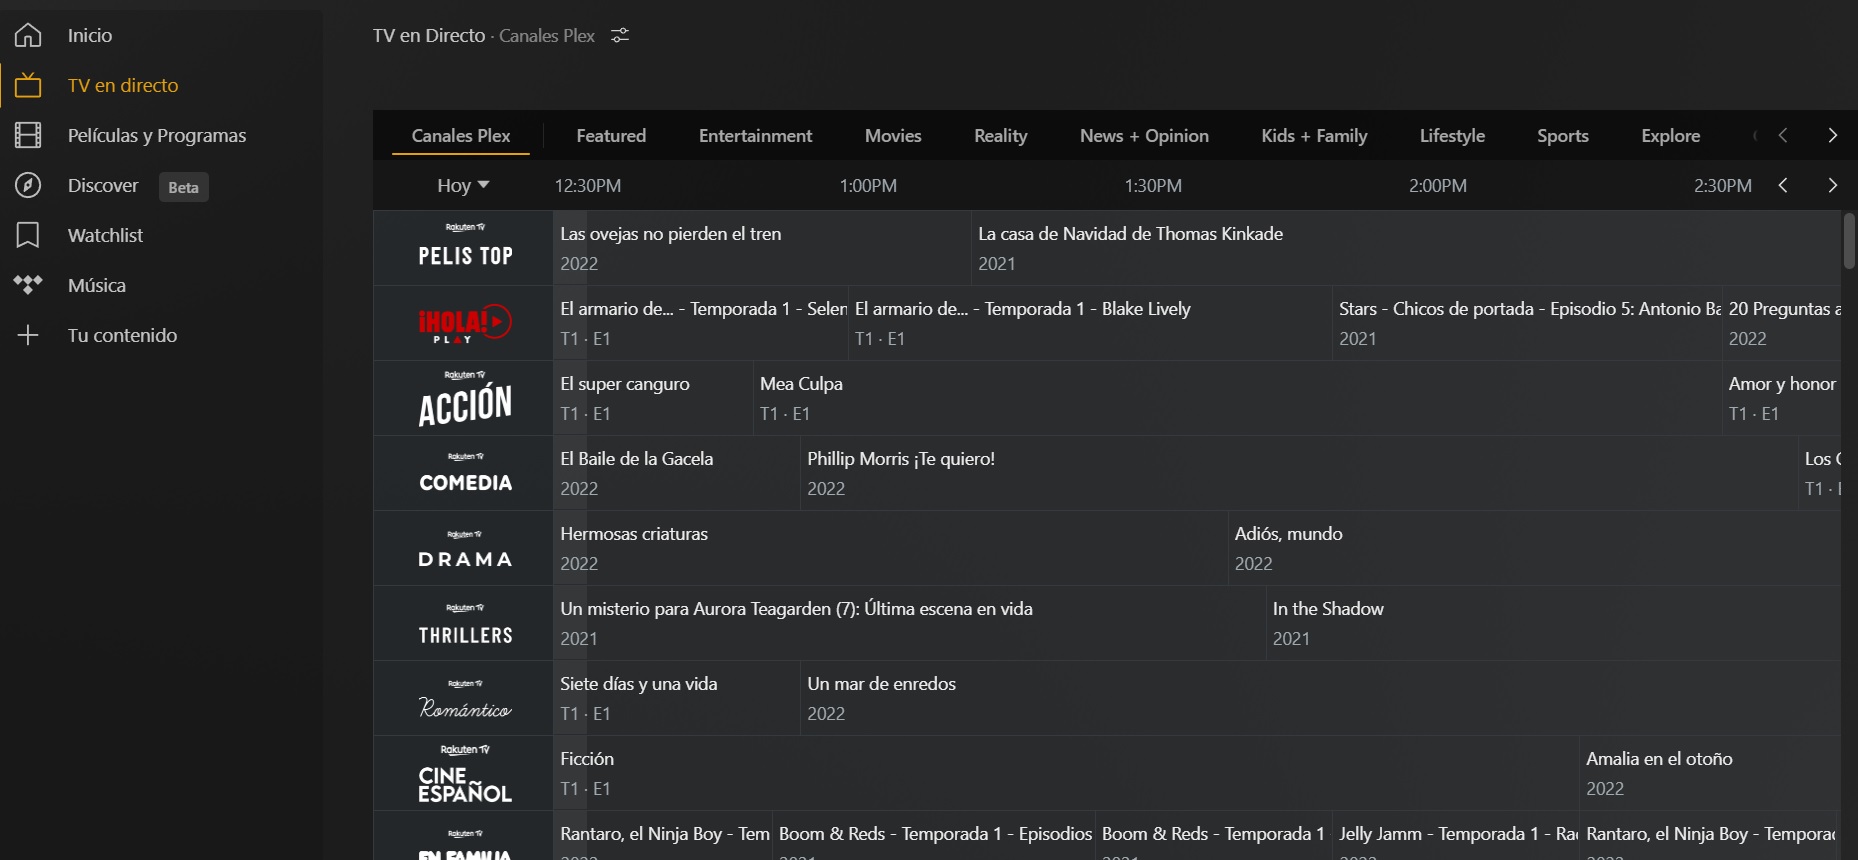 Inicio
TV en directo
Películas y Programas
Discover Beta
Watchlist
Música
Tu contenido
TV en Directo · Canales Plex
Canales Plex Featured Entertainment Movies Reality News + Opinion Kids + Family Lifestyle Sports Explore
Hoy 12:30PM 1:00PM 1:30PM 2:00PM 2:30PM
Rakuten TV
PELIS TOP
Las ovejas no pierden el tren
2022
La casa de Navidad de Thomas Kinkade
2021
¡HOLA!
PLAY
El armario de... - Temporada 1 - Selen
T1 · E1
El armario de... - Temporada 1 - Blake Lively
T1 · E1
Stars - Chicos de portada - Episodio 5: Antonio Ba
2021
20 Preguntas a
2022
Rakuten TV
ACCIÓN
El super canguro
T1 · E1
Mea Culpa
T1 · E1
Amor y honor
T1 · E1
Rakuten TV
COMEDIA
El Baile de la Gacela
2022
Phillip Morris ¡Te quiero!
2022
Los
T1 ·
Rakuten TV
DRAMA
Hermosas criaturas
2022
Adiós, mundo
2022
Rakuten TV
THRILLERS
Un misterio para Aurora Teagarden (7): Última escena en vida
2021
In the Shadow
2021
Rakuten TV
Romántico
Siete días y una vida
T1 · E1
Un mar de enredos
2022
Rakuten TV
CINE
ESPAÑOL
Ficción
T1 · E1
Amalia en el otoño
2022
Rakuten TV
EN FAMILIA
Rantaro, el Ninja Boy - Tem
Boom & Reds - Temporada 1 - Episodios
Boom & Reds - Temporada 1
Jelly Jamm - Temporada 1 - Ra
Rantaro, el Ninja Boy - Tempora